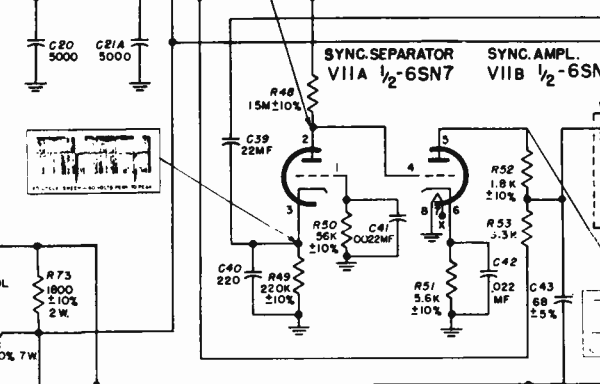 C20
5000
C21A
5000
SYNC. SEPARATOR
V11A 1/2-6SN7
SYNC. AMPL.
V11B 1/2-6SN
R48
15M±10%
C39
22MF
2
1
3
4
5
8
7
6
X
R50
56K
±10%
C41
.0022MF
R52
1.8K
±10%
R53
3.3K
C40
220
R49
220K
±10%
R51
5.6K
±10%
C42
.022
MF
C43
68
±5%
R73
1800
±10%
2W.
OL
0% 7W.